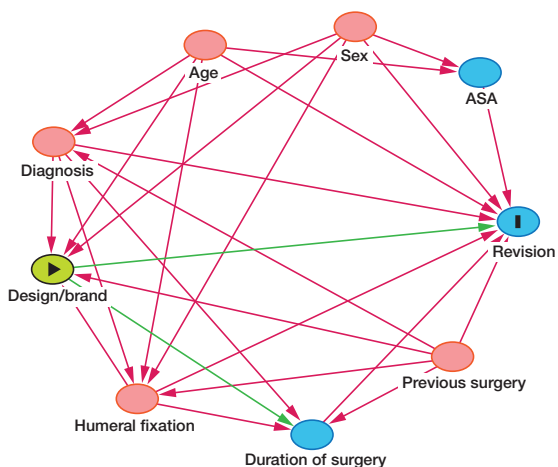 Sex
Age
ASA
Diagnosis
Revision
Design/brand
Previous surgery
Humeral fixation
Duration of surgery